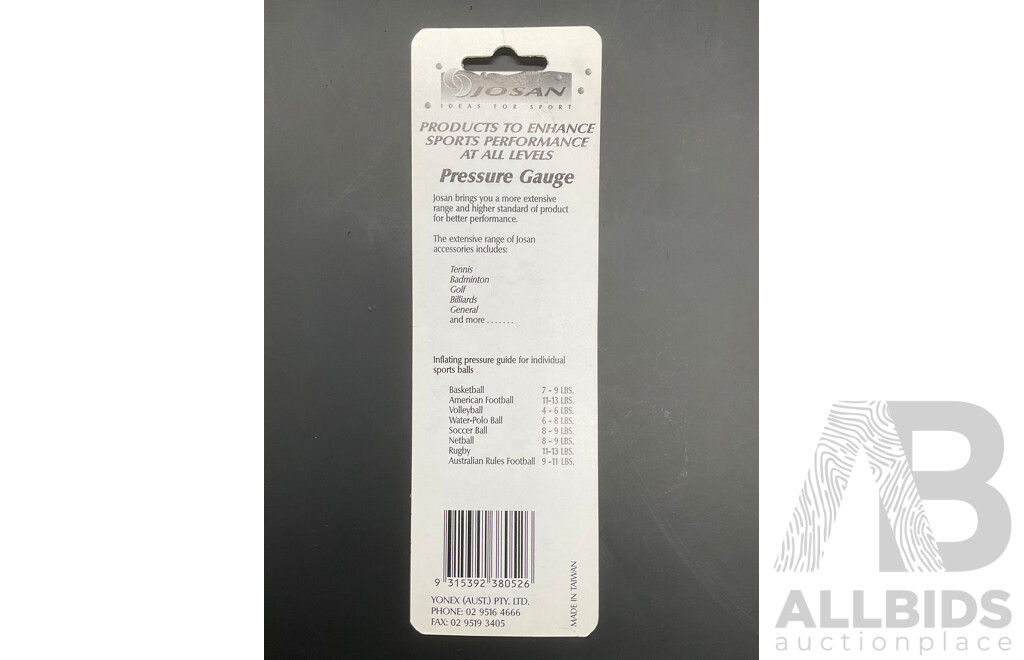 JOSAN
IDEAS FOR SPORT
PRODUCTS TO ENHANCE
SPORTS PERFORMANCE
AT ALL LEVELS
Pressure Gauge
Josan brings you a more extensive
range and higher standard of product
for better performance.
The extensive range of Josan
accessories includes:
Tennis
Badminton
Golf
Billiards
General
and more . . . . . . .
Inflating pressure guide for individual
sports balls
Basketball 7 - 9 LBS.
American Football 11-13 LBS.
Volleyball 4 - 6 LBS.
Water-Polo Ball 6 - 8 LBS.
Soccer Ball 8 - 9 LBS.
Netball 8 - 9 LBS.
Rugby 11-13 LBS.
Australian Rules Football 9 -11 LBS.
9 315392 380526
YONEX (AUST.) PTY. LTD.
PHONE: 02 9516 4666
FAX: 02 9519 3405
MADE IN TAIWAN
AB
ALLBIDS
auctionplace